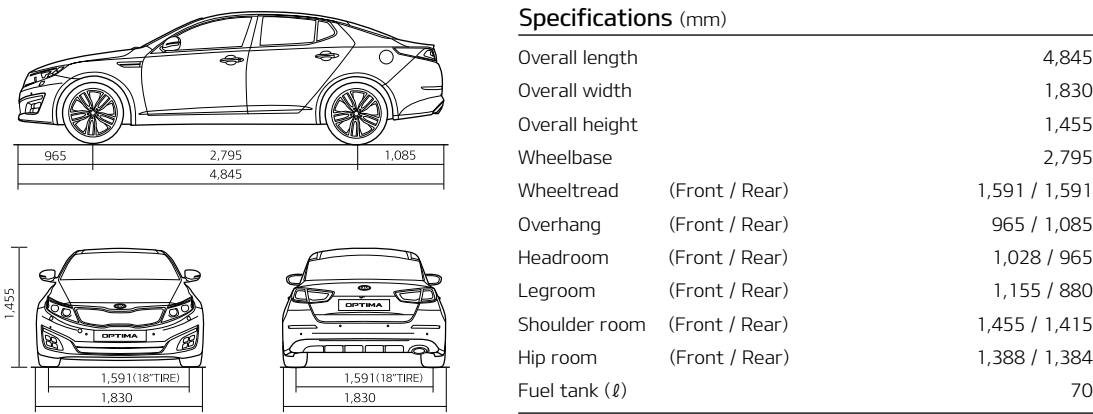 965 2,795 1,085
4,845
1,455
OPTIMA
1,591(18"TIRE)
1,830
OPTIMA
1,591(18"TIRE)
1,830
Specifications (mm)
Overall length 4,845
Overall width 1,830
Overall height 1,455
Wheelbase 2,795
Wheeltread (Front / Rear) 1,591 / 1,591
Overhang (Front / Rear) 965 / 1,085
Headroom (Front / Rear) 1,028 / 965
Legroom (Front / Rear) 1,155 / 880
Shoulder room (Front / Rear) 1,455 / 1,415
Hip room (Front / Rear) 1,388 / 1,384
Fuel tank (ℓ) 70